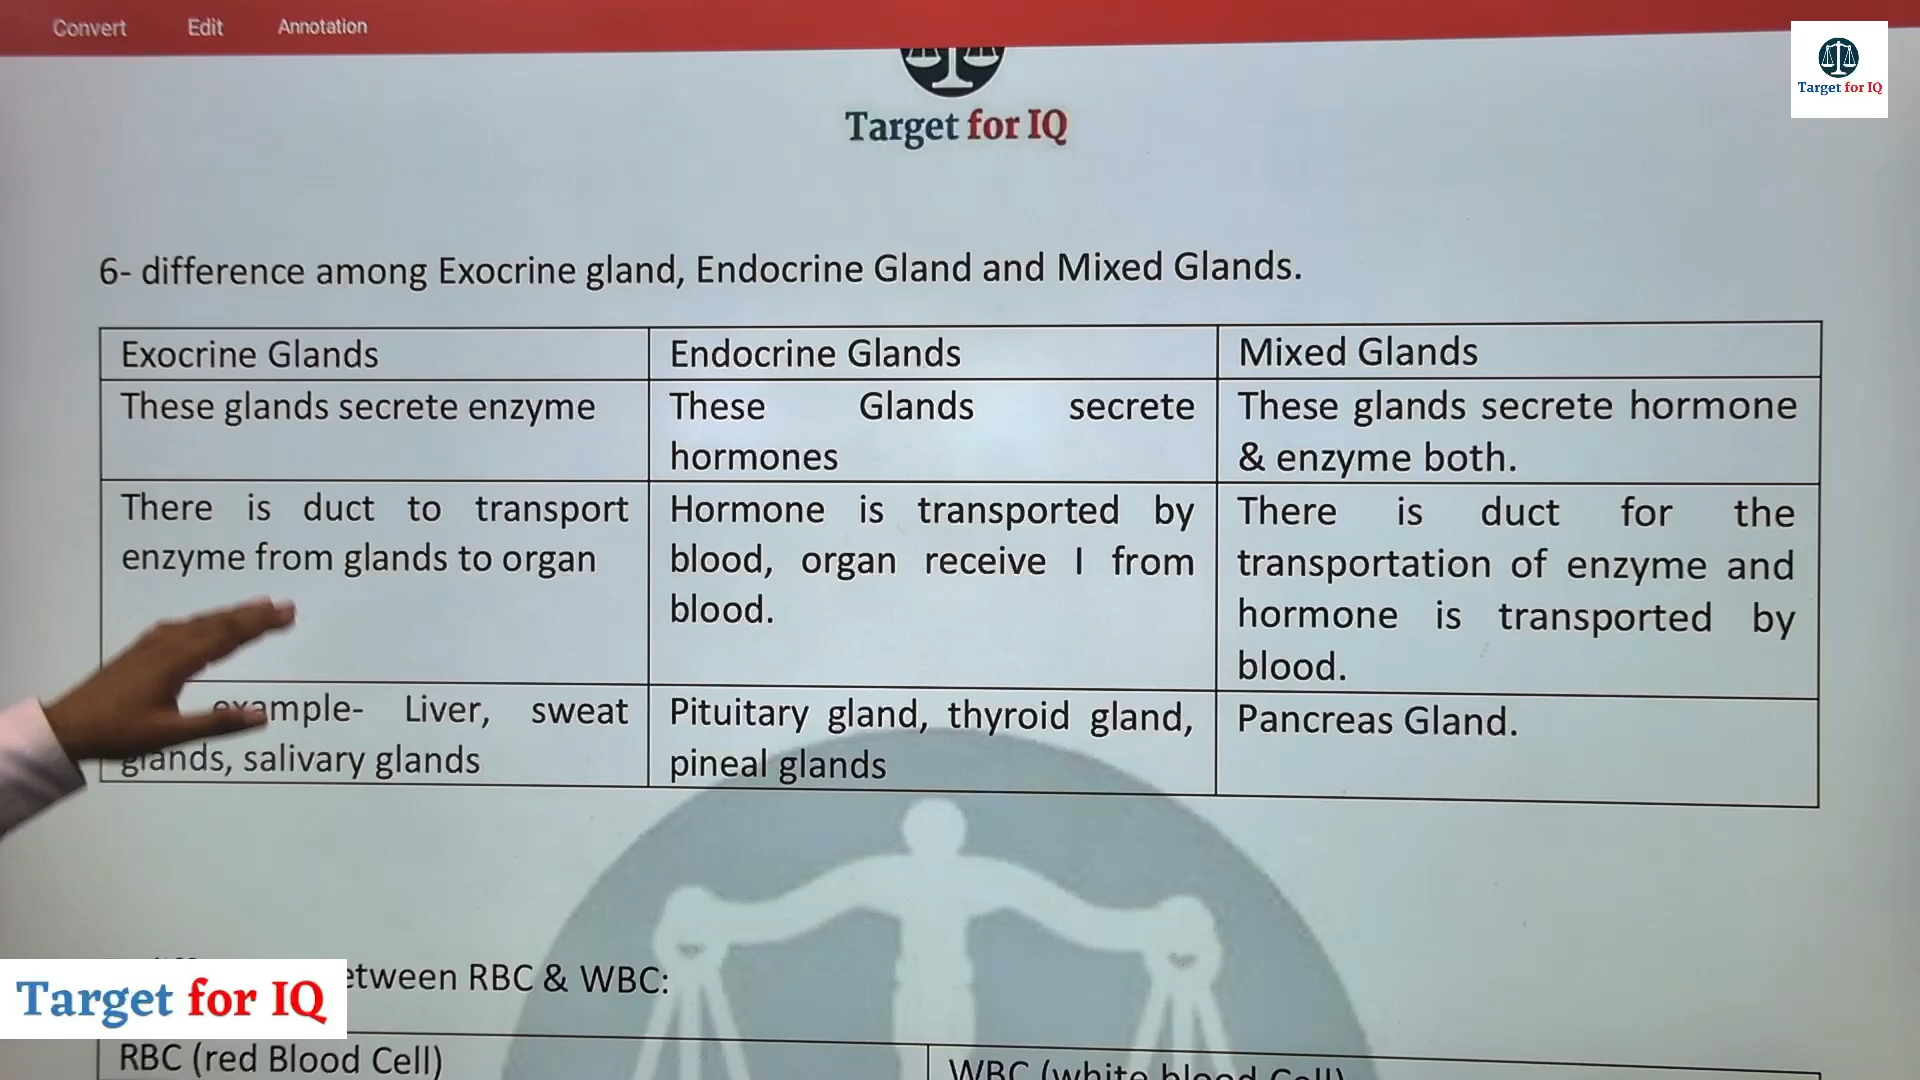 Convert Edit Annotation
Target for IQ
Target for IQ
6- difference among Exocrine gland, Endocrine Gland and Mixed Glands.
Exocrine Glands
Endocrine Glands
Mixed Glands
These glands secrete enzyme
These Glands secrete
hormones
These glands secrete hormone
& enzyme both.
There is duct to transport
enzyme from glands to organ
Hormone is transported by
blood, organ receive I from
blood.
There is duct for the
transportation of enzyme and
hormone is transported by
blood.
example- Liver, sweat
glands, salivary glands
Pituitary gland, thyroid gland,
pineal glands
Pancreas Gland.
between RBC & WBC:
Target for IQ
RBC (red Blood Cell)
WBC (white blood Cell)